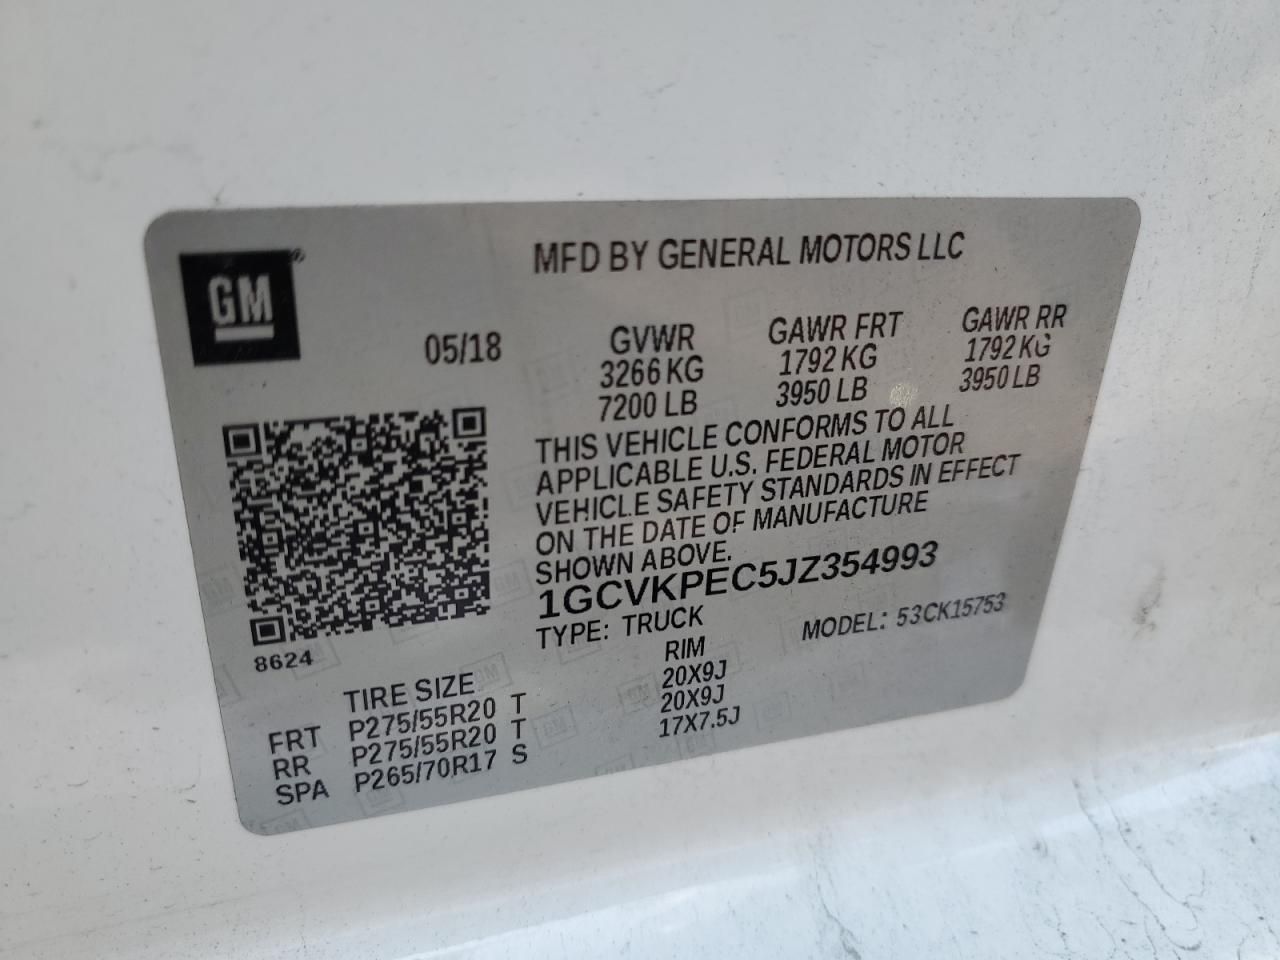 GM
MFD BY GENERAL MOTORS LLC
05/18
GVWR GAWR FRT GAWR RR
3266 KG 1792 KG 1792 KG
7200 LB 3950 LB 3950 LB
THIS VEHICLE CONFORMS TO ALL
APPLICABLE U.S. FEDERAL MOTOR
VEHICLE SAFETY STANDARDS IN EFFECT
ON THE DATE OF MANUFACTURE
SHOWN ABOVE.
1GCVKPEC5JZ354993
TYPE: TRUCK MODEL: 53CK15753
8624
TIRE SIZE RIM
FRT P275/55R20 T 20X9J
RR P275/55R20 T 20X9J
SPA P265/70R17 S 17X7.5J